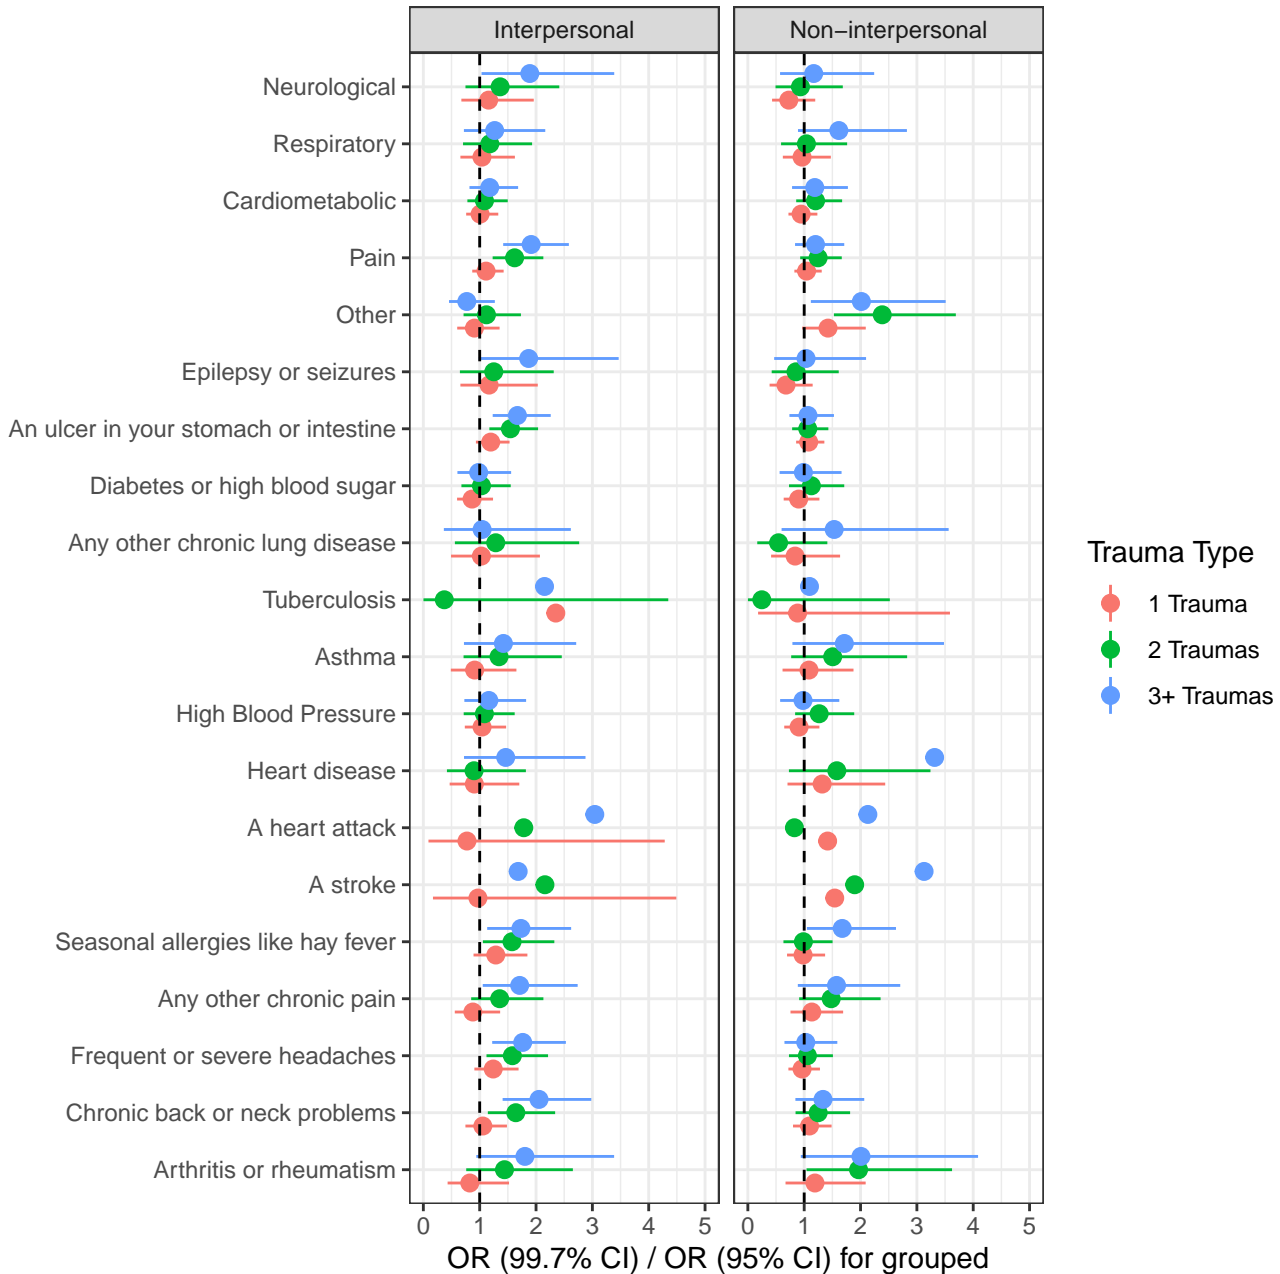 Interpersonal
Non−interpersonal
Neurological
Respiratory
Cardiometabolic
Pain
Other
Epilepsy or seizures
An ulcer in your stomach or intestine
Diabetes or high blood sugar
Any other chronic lung disease
Tuberculosis
Asthma
High Blood Pressure
Heart disease
A heart attack
A stroke
Seasonal allergies like hay fever
Any other chronic pain
Frequent or severe headaches
Chronic back or neck problems
Arthritis or rheumatism
0 1 2 3 4 5
0 1 2 3 4 5
OR (99.7% CI) / OR (95% CI) for grouped
Trauma Type
1 Trauma
2 Traumas
3+ Traumas